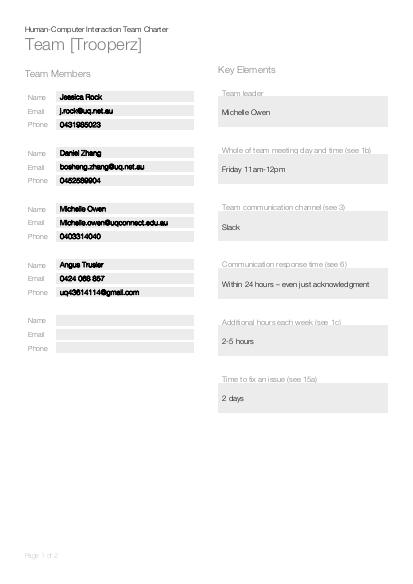 Human-Computer Interaction Team Charter
Team [Trooperz]
Team Members
Name Jessica Rock
Email j.rock@uq.net.au
Phone 0431985023
Name Daniel Zhang
Email bosheng.zhang@uq.net.au
Phone 0452589904
Name Michelle Owen
Email Michelle.owen@uqconnect.edu.au
Phone 0403314040
Name Angus Trusler
Email 0424 068 857
Phone uq43614114@gmail.com
Name
Email
Phone
Key Elements
Team leader
Michelle Owen
Whole of team meeting day and time (see 1b)
Friday 11am-12pm
Team communication channel (see 3)
Slack
Communication response time (see 6)
Within 24 hours – even just acknowledgment
Additional hours each week (see 1c)
2-5 hours
Time to fix an issue (see 15a)
2 days
Page 1 of 2